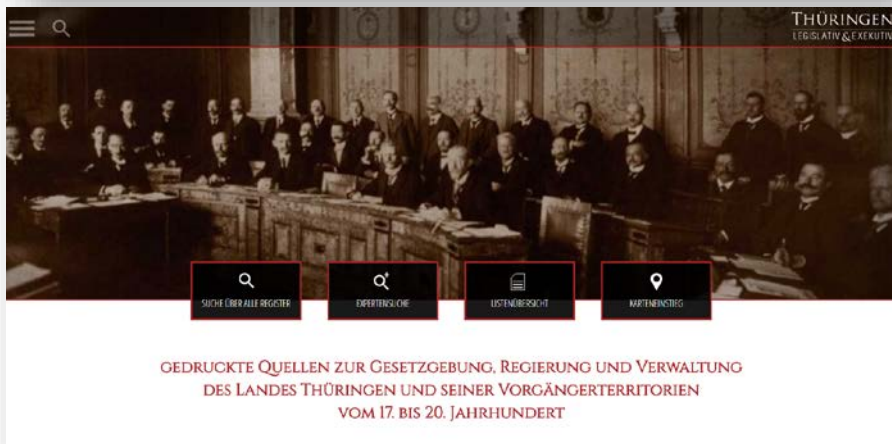 THÜRINGEN
LEGISLATIV & EXEKUTIV
SUCHE ÜBER ALLE REGISTER
EXPERTENSUCHE
LISTENÜBERSICHT
KARTENEINSTIEG
GEDRUCKTE QUELLEN ZUR GESETZGEBUNG, REGIERUNG UND VERWALTUNG
DES LANDES THÜRINGEN UND SEINER VORGÄNGERTERRITORIEN
VOM 17. BIS 20. JAHRHUNDERT